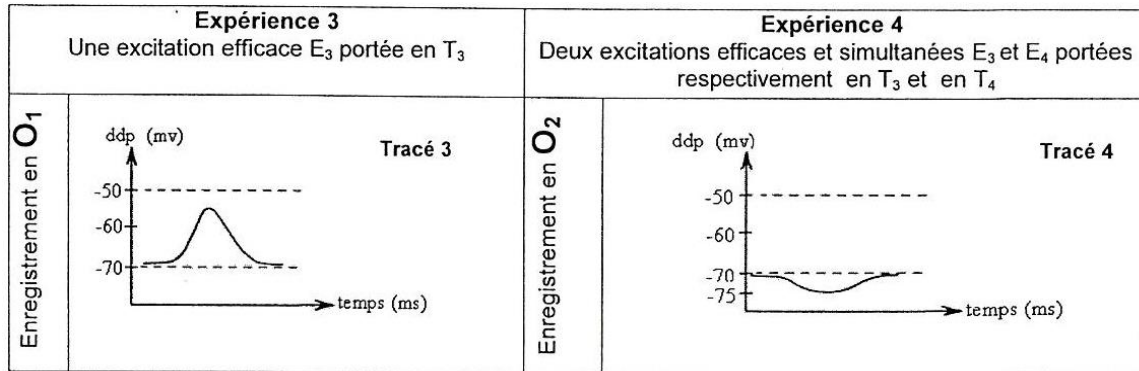 Expérience 3
Une excitation efficace E₃ portée en T₃
Expérience 4
Deux excitations efficaces et simultanées E₃ et E₄ portées
respectivement en T₃ et en T₄
Enregistrement en O₁
ddp (mv)
Tracé 3
-50
-60
-70
temps (ms)
Enregistrement en O₂
ddp (mv)
Tracé 4
-50
-60
-70
-75
temps (ms)